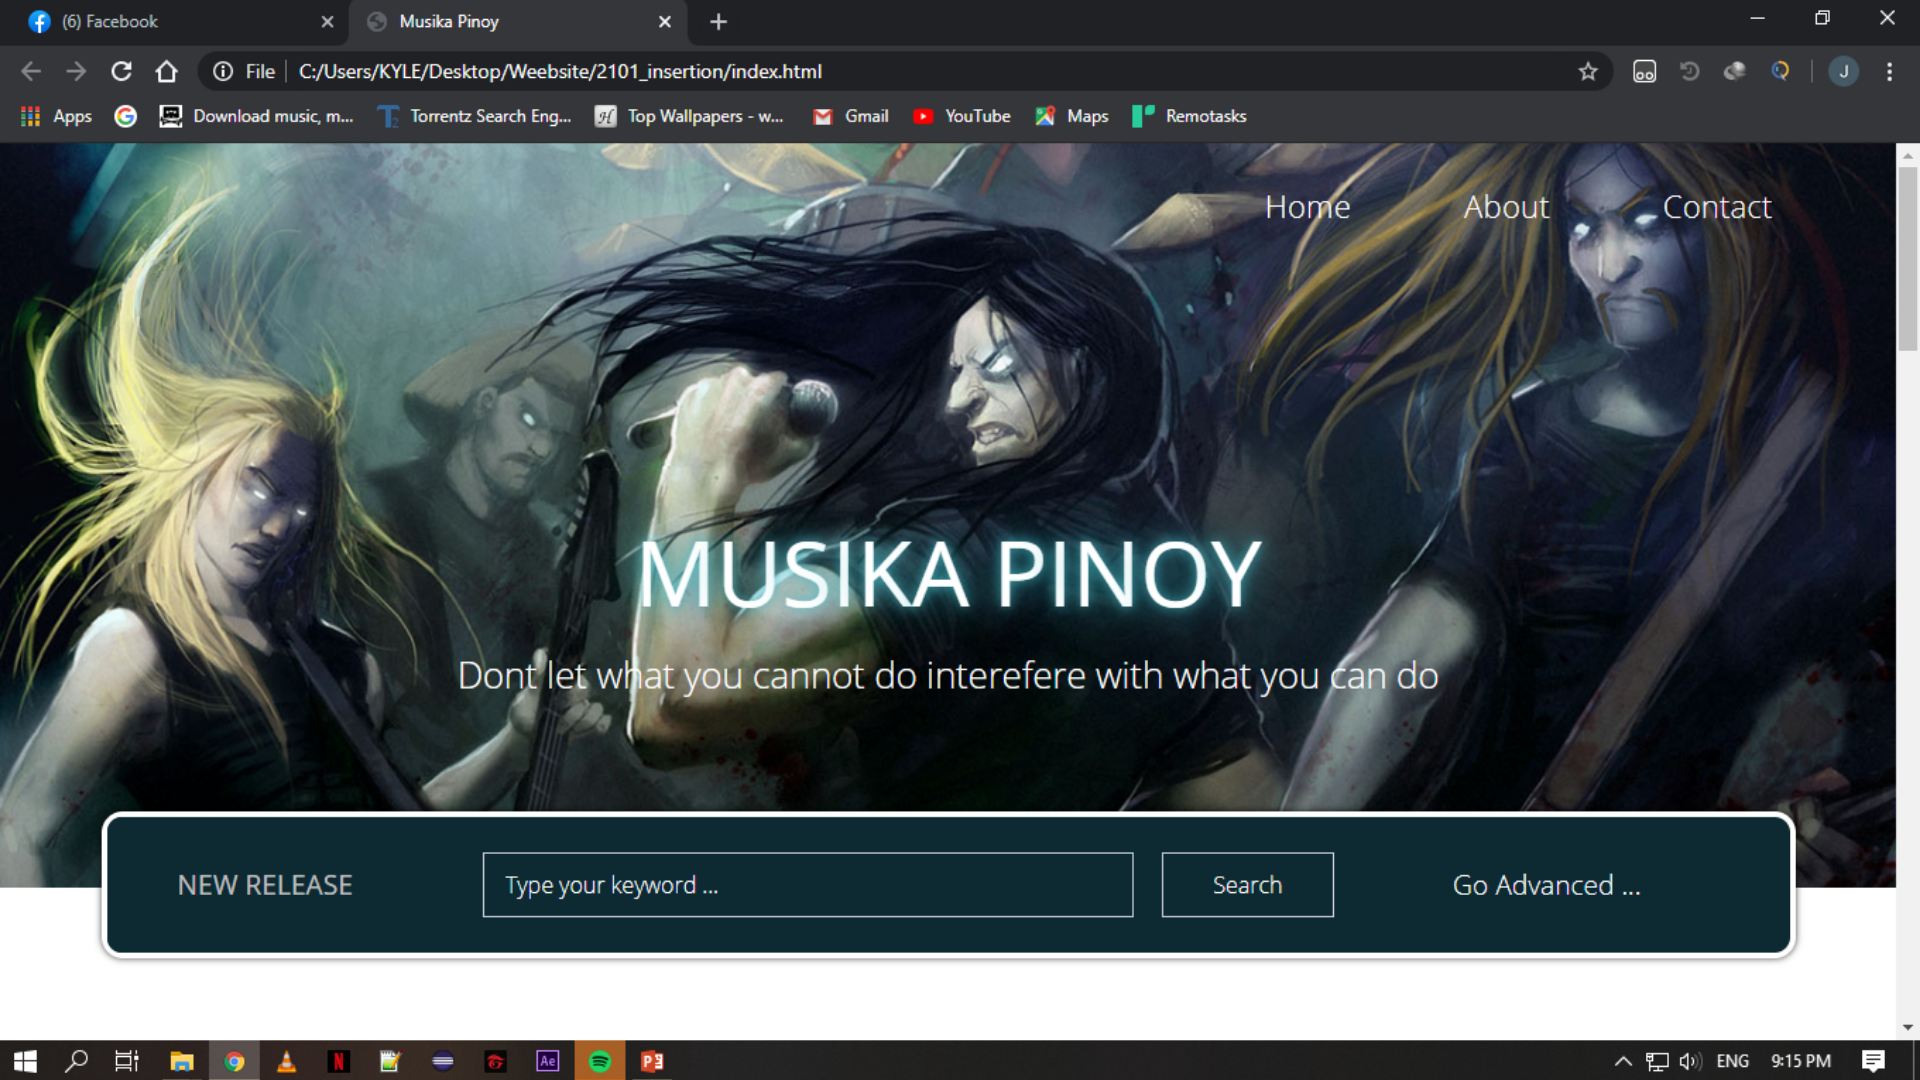 (6) Facebook
Musika Pinoy
File
C:/Users/KYLE/Desktop/Weebsite/2101_insertion/index.html
J
Apps
Download music, m...
Torrentz Search Eng...
Top Wallpapers - w...
Gmail
YouTube
Maps
Remotasks
Home
About
Contact
MUSIKA PINOY
Dont let what you cannot do interefere with what you can do
NEW RELEASE
Type your keyword ...
Search
Go Advanced ...
ENG
9:15 PM